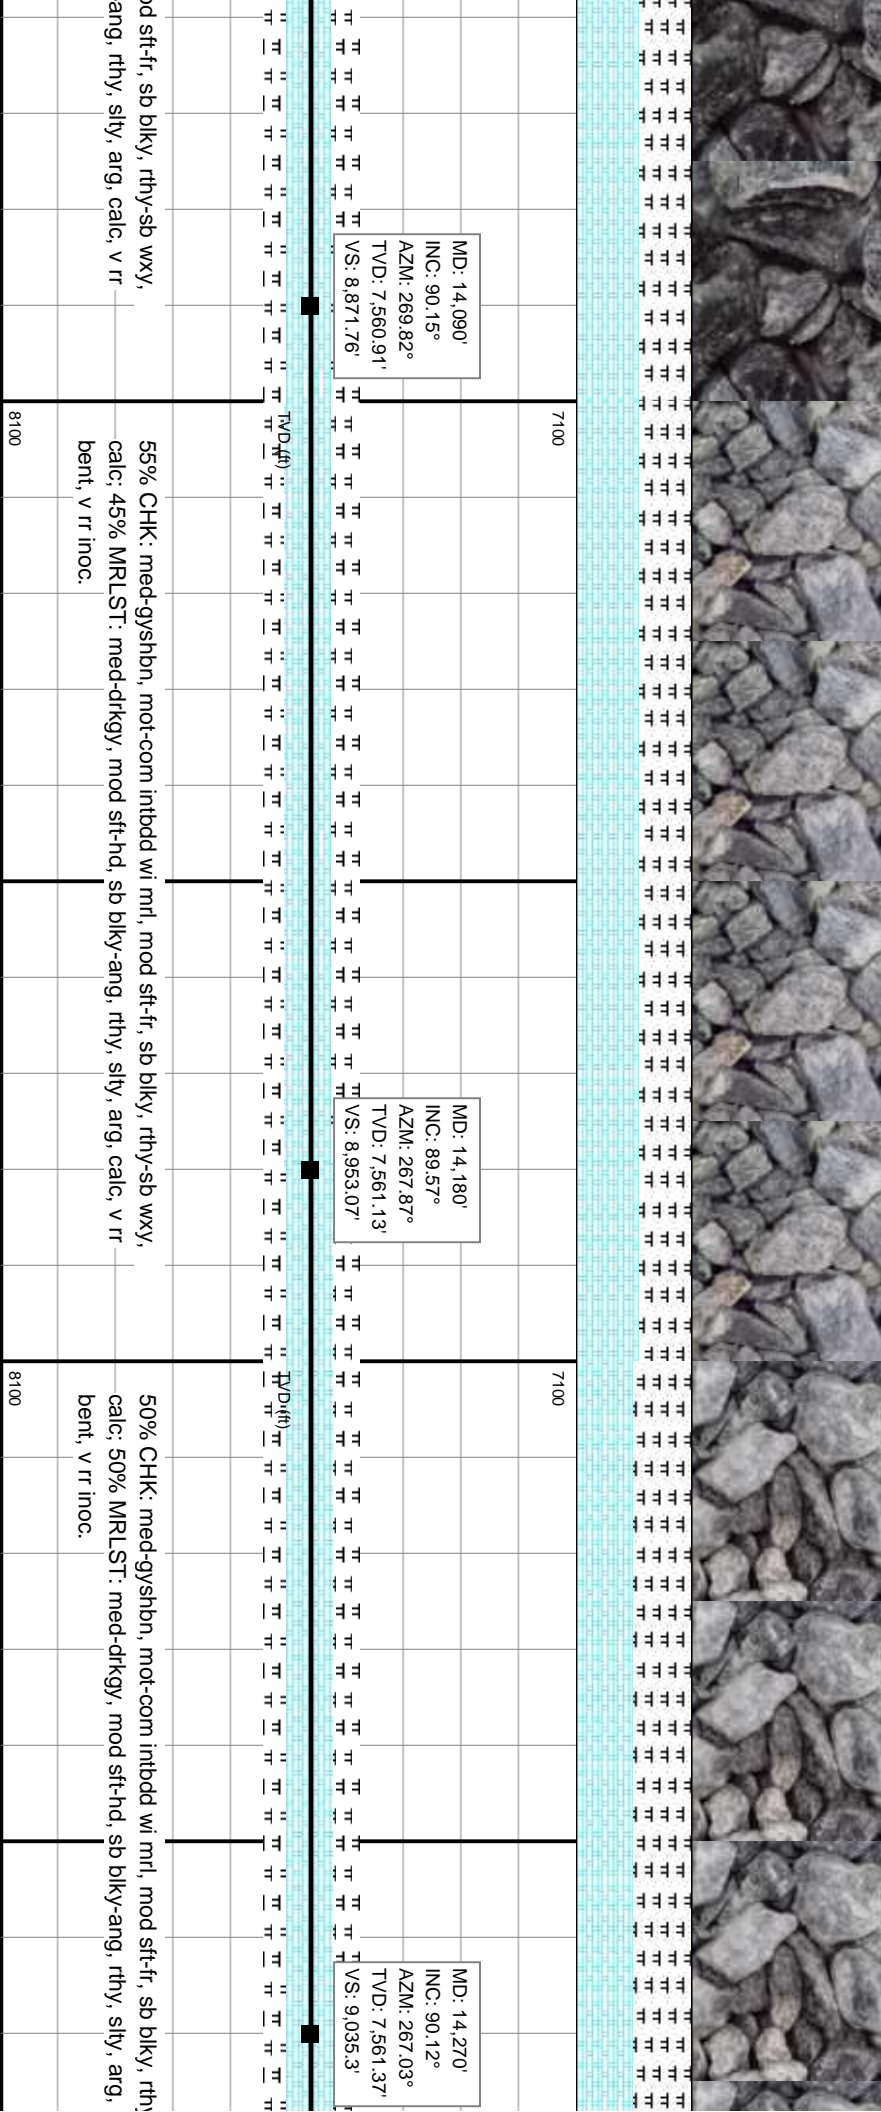 od sft-fr, sb blky, rthy-sb wxy,
ang, rthy, slty, arg, calc, v rr
MD: 14,090'
INC: 90.15°
AZM: 269.82°
TVD: 7,560.91'
VS: 8,871.76'
7100
TVD (ft)
8100
55% CHK: med-gyshbn, mot-com intbdd wi mrl, mod sft-fr, sb blky, rthy-sb wxy,
calc; 45% MRLST: med-drkgy, mod sft-hd, sb blky-ang, rthy, slty, arg, calc, v rr
bent, v rr inoc.
MD: 14,180'
INC: 89.57°
AZM: 267.87°
TVD: 7,561.13'
VS: 8,953.07'
7100
TVD (ft)
8100
50% CHK: med-gyshbn, mot-com intbdd wi mrl, mod sft-fr, sb blky, rthy
calc; 50% MRLST: med-drkgy, mod sft-hd, sb blky-ang, rthy, slty, arg,
bent, v rr inoc.
MD: 14,270'
INC: 90.12°
AZM: 267.03°
TVD: 7,561.37'
VS: 9,035.3'